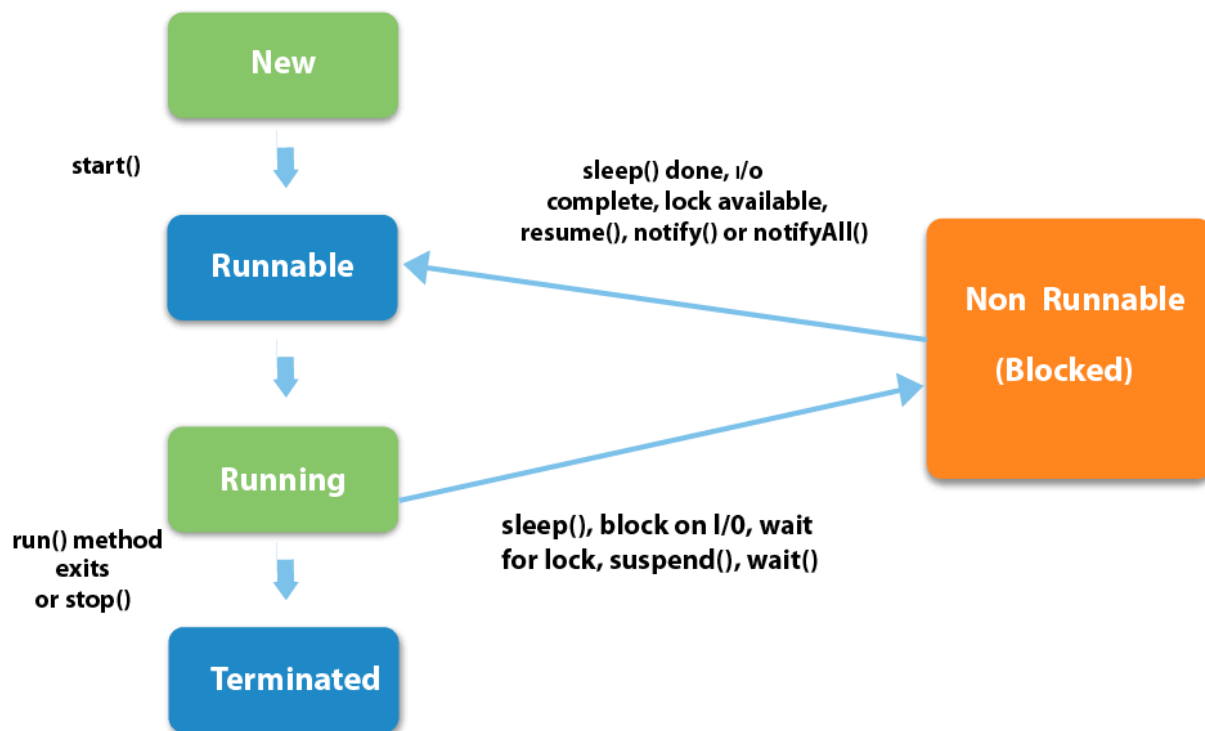 New
start()
sleep() done, I/o
complete, lock available,
resume(), notify() or notifyAll()
Runnable
Non Runnable
(Blocked)
Running
sleep(), block on I/0, wait
for lock, suspend(), wait()
run() method
exits
or stop()
Terminated